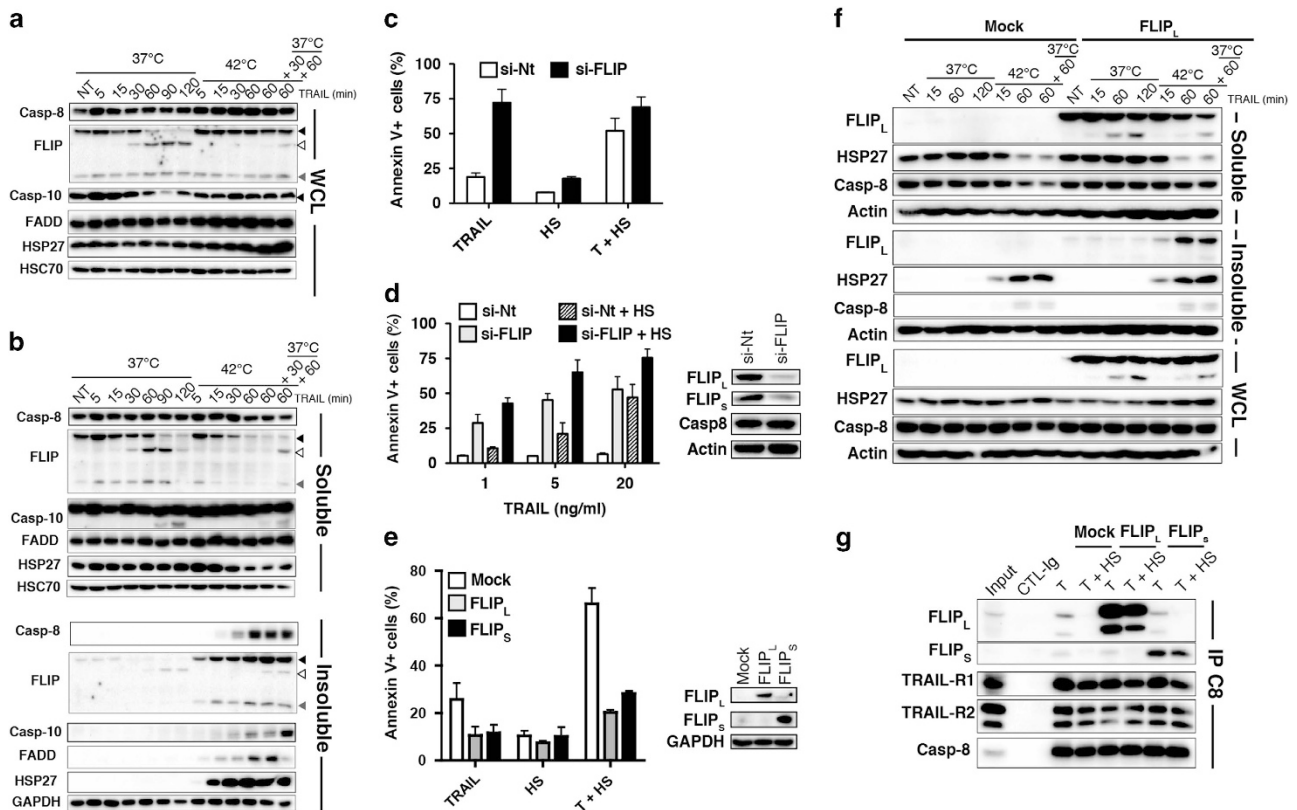 a
37°C
42°C
37°C
NT 5 15 30 60 90 120 5 15 30 60 60 60 + 30 + 60
TRAIL (min)
Casp-8
FLIP
Casp-10
FADD
HSP27
HSC70
WCL
b
37°C
42°C
37°C
NT 5 15 30 60 90 120 5 15 30 60 60 60 + 30 + 60
TRAIL (min)
Casp-8
FLIP
Casp-10
FADD
HSP27
HSC70
Soluble
Casp-8
FLIP
Casp-10
FADD
HSP27
GAPDH
Insoluble
c
si-Nt
si-FLIP
Annexin V+ cells (%)
100
75
50
25
0
TRAIL
HS
T + HS
d
si-Nt
si-Nt + HS
si-FLIP
si-FLIP + HS
Annexin V+ cells (%)
100
75
50
25
0
1 5 20
TRAIL (ng/ml)
si-Nt
si-FLIP
FLIPL
FLIPS
Casp8
Actin
e
Mock
FLIPL
FLIPS
Annexin V+ cells (%)
80
60
40
20
0
TRAIL
HS
T + HS
Mock
FLIPL
FLIPS
FLIPL
FLIPS
GAPDH
f
Mock
FLIPL
37°C
37°C
37°C
42°C
37°C
42°C
NT 15 60 120 15 60 60 + 60 NT 15 60 120 15 60 60 + 60
TRAIL (min)
FLIPL
HSP27
Casp-8
Actin
Soluble
FLIPL
HSP27
Casp-8
Actin
Insoluble
FLIPL
HSP27
Casp-8
Actin
WCL
g
Mock FLIPL FLIPs
Input CTL-Ig T T + HS T T + HS T T + HS
FLIPL
FLIPS
TRAIL-R1
TRAIL-R2
Casp-8
IP C8